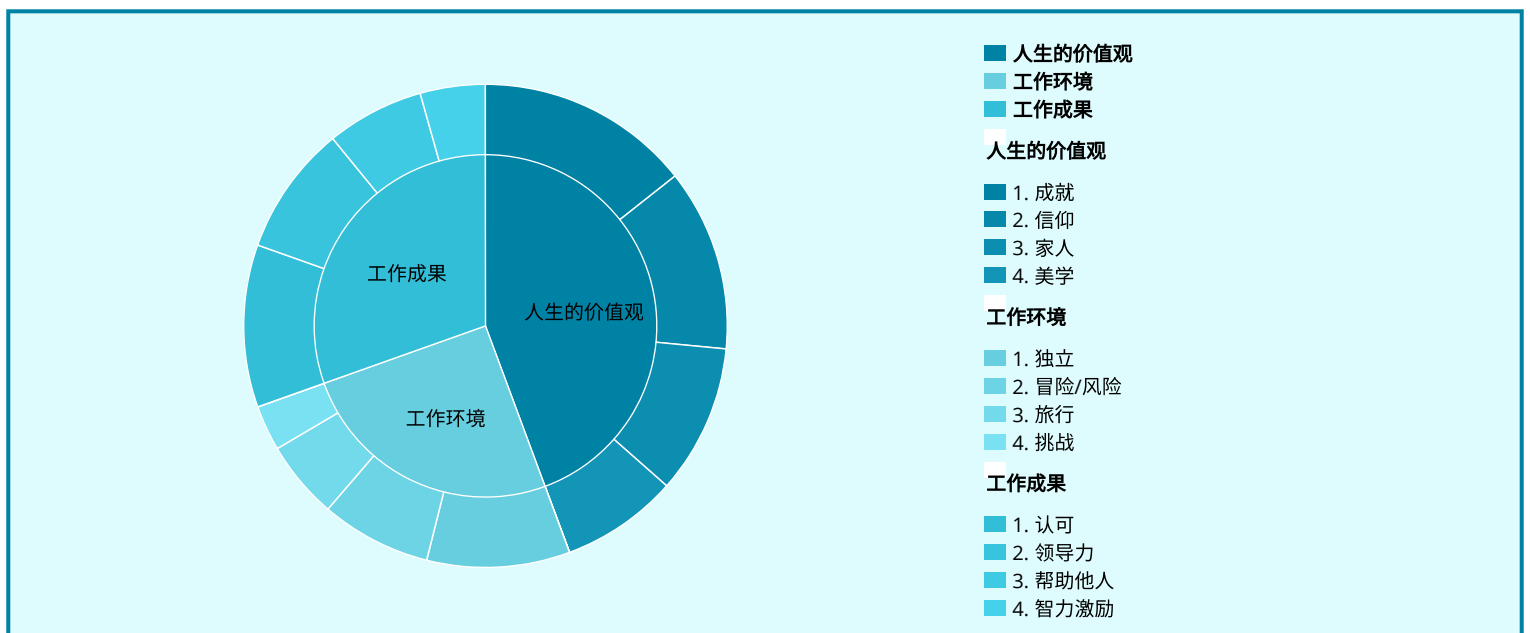 工作成果
人生的价值观
工作环境
人生的价值观
工作环境
工作成果
人生的价值观
1. 成就
2. 信仰
3. 家人
4. 美学
工作环境
1. 独立
2. 冒险/风险
3. 旅行
4. 挑战
工作成果
1. 认可
2. 领导力
3. 帮助他人
4. 智力激励